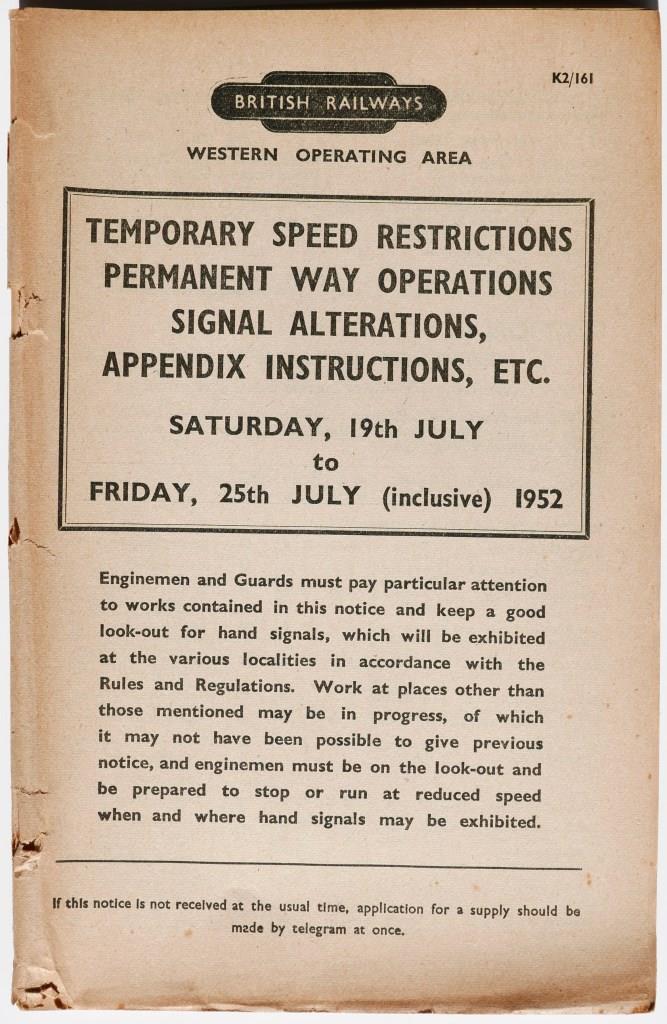 K2/161
BRITISH RAILWAYS
WESTERN OPERATING AREA
TEMPORARY SPEED RESTRICTIONS
PERMANENT WAY OPERATIONS
SIGNAL ALTERATIONS,
APPENDIX INSTRUCTIONS, ETC.
SATURDAY, 19th JULY
to
FRIDAY, 25th JULY (inclusive) 1952
Enginemen and Guards must pay particular attention
to works contained in this notice and keep a good
look-out for hand signals, which will be exhibited
at the various localities in accordance with the
Rules and Regulations. Work at places other than
those mentioned may be in progress, of which
it may not have been possible to give previous
notice, and enginemen must be on the look-out and
be prepared to stop or run at reduced speed
when and where hand signals may be exhibited.
If this notice is not received at the usual time, application for a supply should be
made by telegram at once.